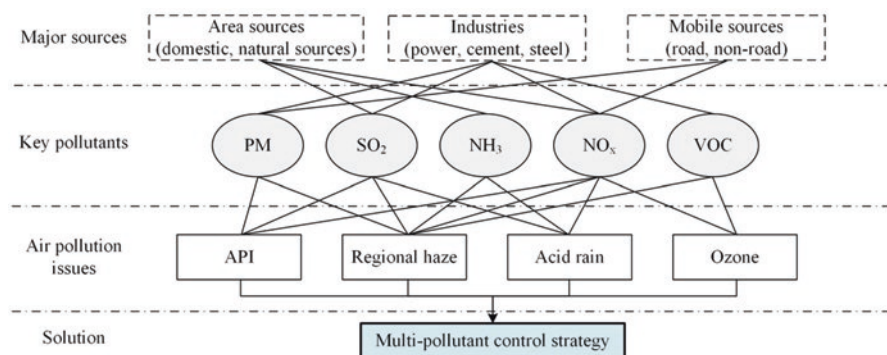 Major sources
Area sources
(domestic, natural sources)
Industries
(power, cement, steel)
Mobile sources
(road, non-road)
Key pollutants
PM
SO₂
NH₃
NOₓ
VOC
Air pollution
issues
API
Regional haze
Acid rain
Ozone
Solution
Multi-pollutant control strategy